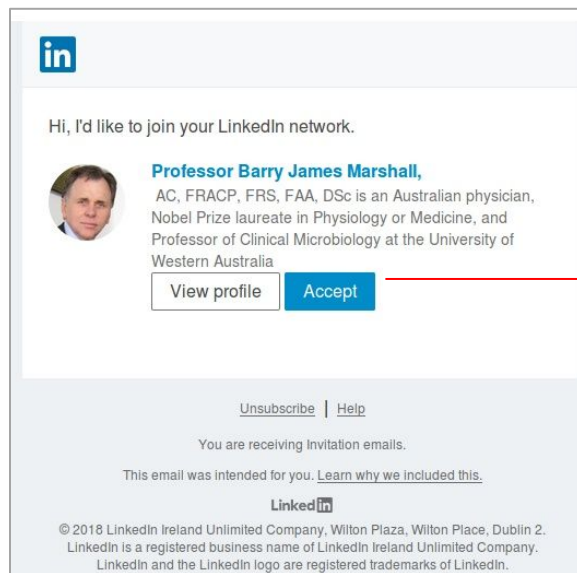 in
Hi, I'd like to join your LinkedIn network.
Professor Barry James Marshall,
AC, FRACP, FRS, FAA, DSc is an Australian physician,
Nobel Prize laureate in Physiology or Medicine, and
Professor of Clinical Microbiology at the University of
Western Australia
View profile Accept
Unsubscribe | Help
You are receiving Invitation emails.
This email was intended for you. Learn why we included this.
Linked in
© 2018 LinkedIn Ireland Unlimited Company, Wilton Plaza, Wilton Place, Dublin 2.
LinkedIn is a registered business name of LinkedIn Ireland Unlimited Company.
LinkedIn and the LinkedIn logo are registered trademarks of LinkedIn.